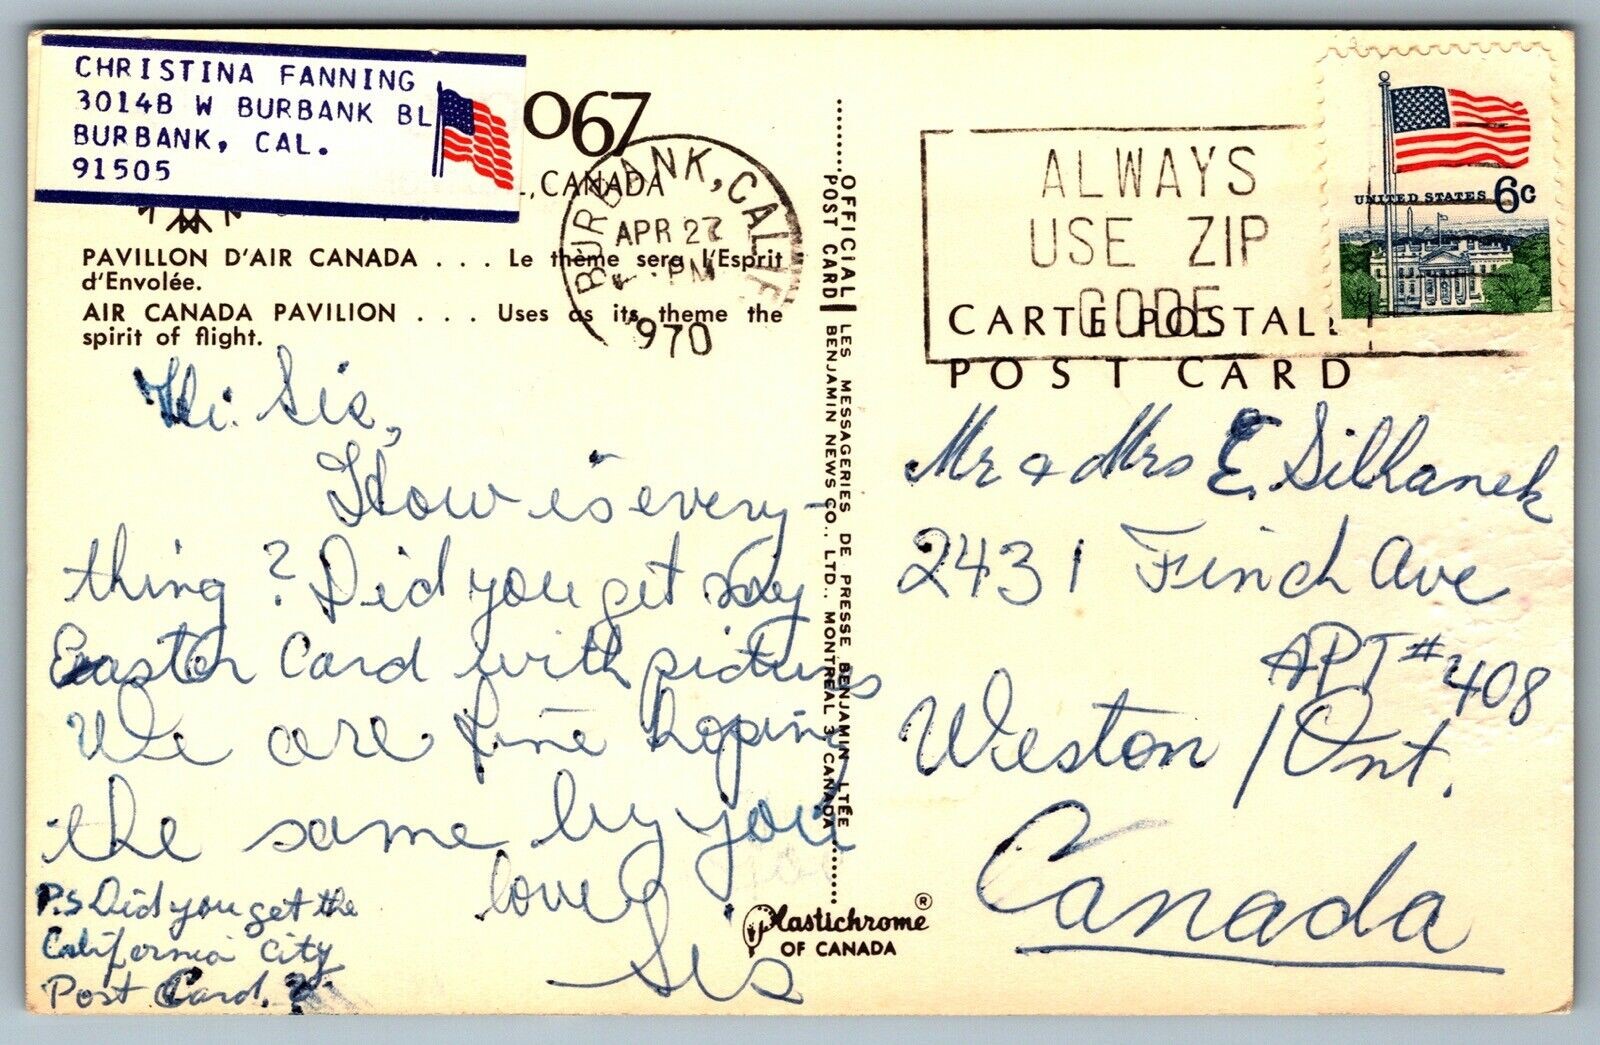 CHRISTINA FANNING
3014B W BURBANK BL
BURBANK, CAL.
91505
067
., CANADA
PAVILLON D'AIR CANADA . . . Le thème sera l'Esprit
d'Envolée.
AIR CANADA PAVILION . . . Uses as its theme the
spirit of flight.
BURBANK, CALIF
APR 27
PM
1970
Hi Sis,
How is every-
thing? Did you get my
Easter Card with pictures
We are fine hoping
the same by you
love
Sis
P.S Did you get the
California City
Post Card.?
OFFICIAL
POST CARD
LES MESSAGERIES DE PRESSE BENJAMIN LTÉE
BENJAMIN NEWS CO., LTD., MONTREAL 3, CANADA
Plastichrome ®
OF CANADA
ALWAYS
USE ZIP
CODE
UNITED STATES 6c
CARTE POSTAL
POST CARD
Mr & Mrs E. Silhanek
2431 Finch Ave
APT # 408
Weston / Ont.
Canada